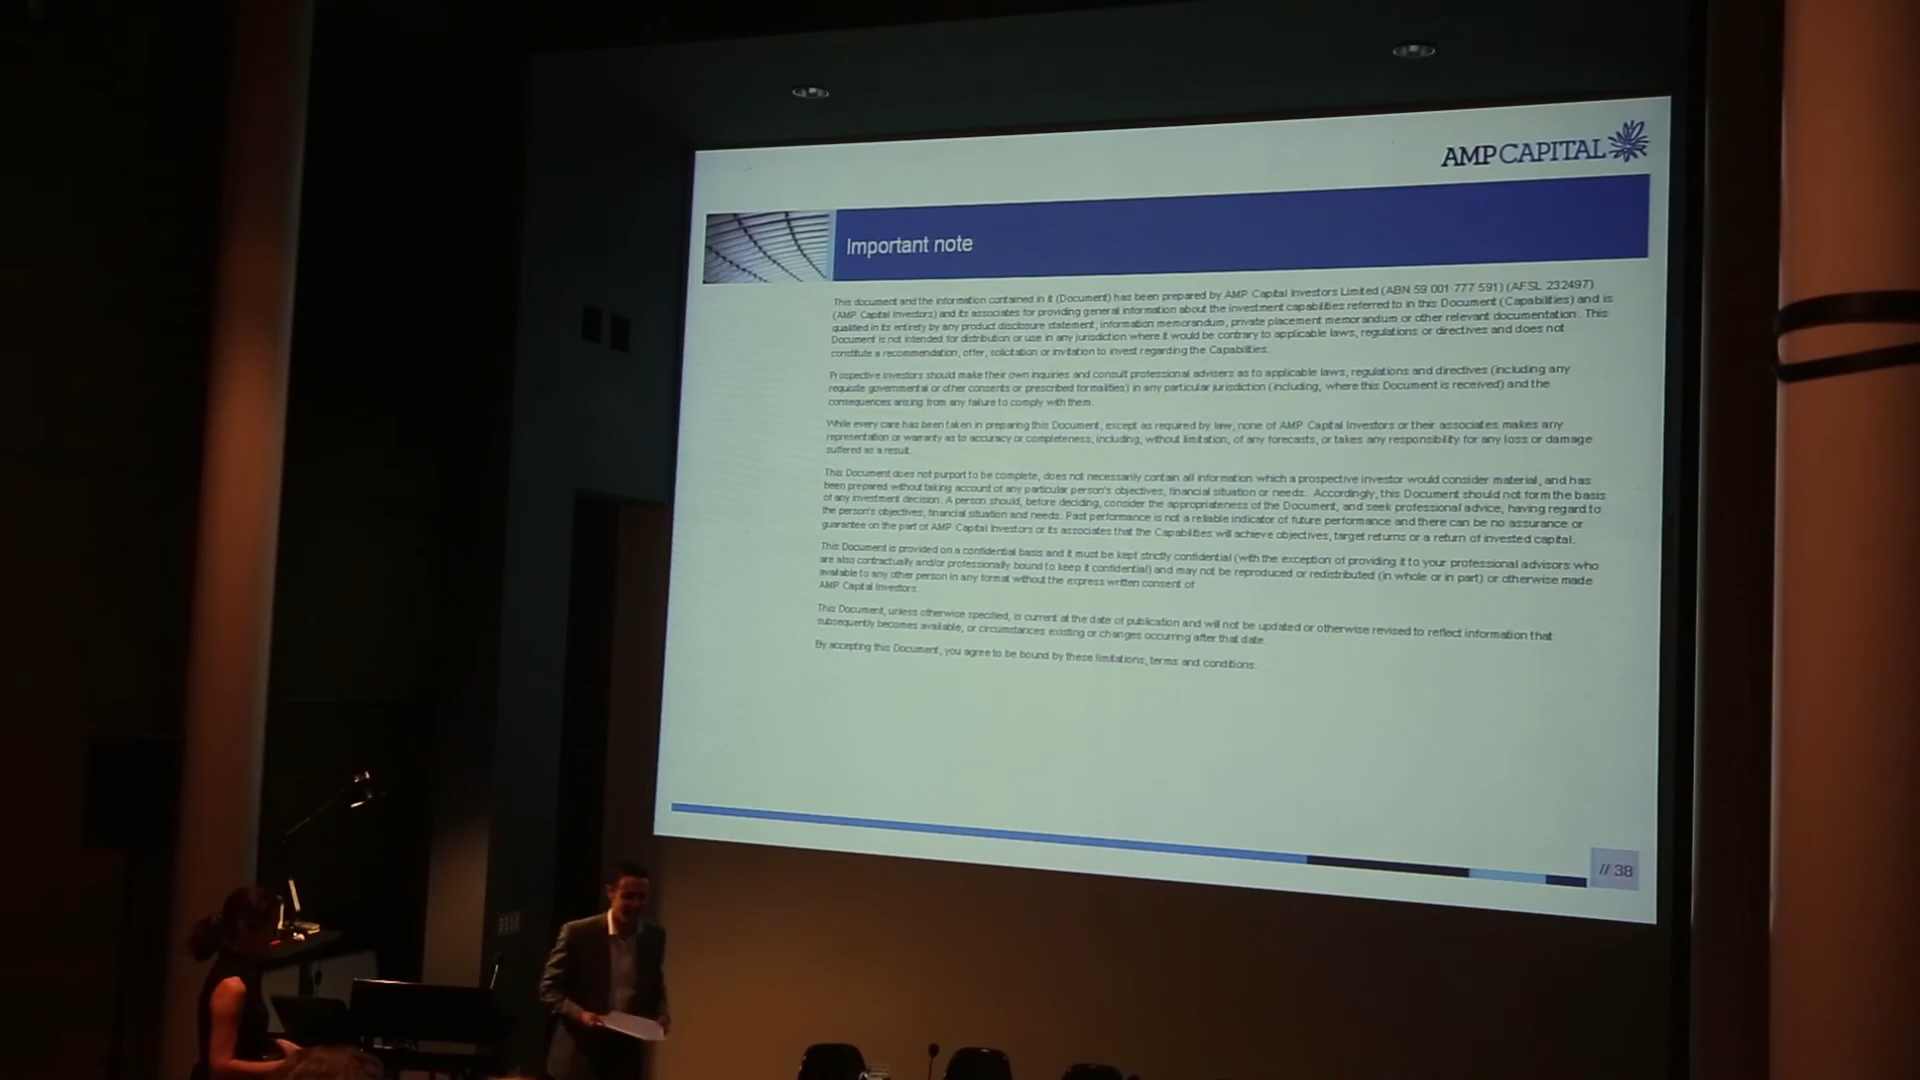 AMP CAPITAL
Important note
This document and the information contained in it (Document) has been prepared by AMP Capital Investors Limited (ABN 59 001 777 591) (AFSL 232497)
(AMP Capital Investors) and its associates for providing general information about the investment capabilities referred to in this Document (Capabilities) and is
qualified in its entirety by any product disclosure statement, information memorandum, private placement memorandum or other relevant documentation. This
Document is not intended for distribution or use in any jurisdiction where it would be contrary to applicable laws, regulations or directives and does not
constitute a recommendation, offer, solicitation or invitation to invest regarding the Capabilities.
Prospective investors should make their own inquiries and consult professional advisers as to applicable laws, regulations and directives (including any
requisite governmental or other consents or prescribed formalities) in any particular jurisdiction (including, where this Document is received) and the
consequences arising from any failure to comply with them.
While every care has been taken in preparing this Document, except as required by law, none of AMP Capital Investors or their associates makes any
representation or warranty as to accuracy or completeness, including, without limitation, of any forecasts, or takes any responsibility for any loss or damage
suffered as a result.
This Document does not purport to be complete, does not necessarily contain all information which a prospective investor would consider material, and has
been prepared without taking account of any particular person's objectives, financial situation or needs. Accordingly, this Document should not form the basis
of any investment decision. A person should, before deciding, consider the appropriateness of the Document, and seek professional advice, having regard to
the person's objectives, financial situation and needs. Past performance is not a reliable indicator of future performance and there can be no assurance or
guarantee on the part of AMP Capital Investors or its associates that the Capabilities will achieve objectives, target returns or a return of invested capital.
This Document is provided on a confidential basis and it must be kept strictly confidential (with the exception of providing it to your professional advisors who
are also contractually and/or professionally bound to keep it confidential) and may not be reproduced or redistributed (in whole or in part) or otherwise made
available to any other person in any format without the express written consent of
AMP Capital Investors.
This Document, unless otherwise specified, is current at the date of publication and will not be updated or otherwise revised to reflect information that
subsequently becomes available, or circumstances existing or changes occurring after that date.
By accepting this Document, you agree to be bound by these limitations, terms and conditions.
// 38